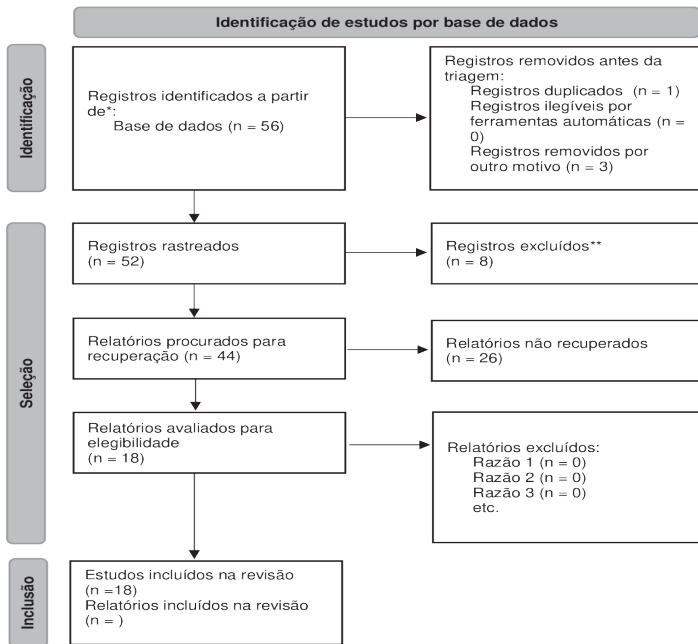 Identificação de estudos por base de dados
Identificação
Registros identificados a partir
de*:
Base de dados (n = 56)
Registros removidos antes da
triagem:
Registros duplicados (n = 1)
Registros ilegíveis por
ferramentas automáticas (n =
0)
Registros removidos por
outro motivo (n = 3)
Seleção
Registros rastreados
(n = 52)
Registros excluídos**
(n = 8)
Relatórios procurados para
recuperação (n = 44)
Relatórios não recuperados
(n = 26)
Relatórios avaliados para
elegibilidade
(n = 18)
Relatórios excluídos:
Razão 1 (n = 0)
Razão 2 (n = 0)
Razão 3 (n = 0)
etc.
Inclusão
Estudos incluídos na revisão
(n =18)
Relatórios incluídos na revisão
(n = )